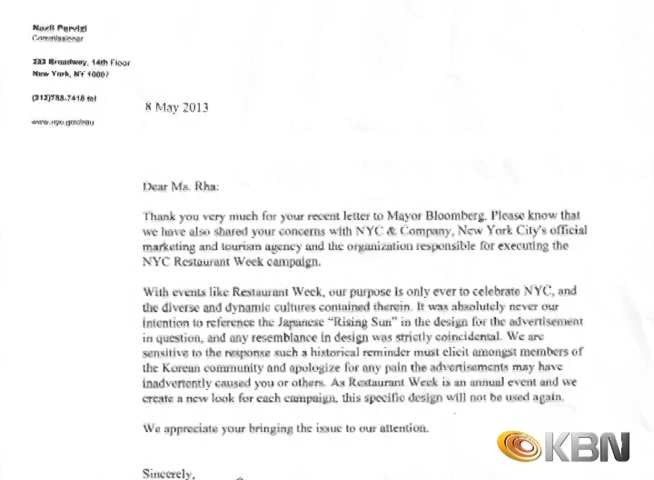 Nazli Parvizi
Commissioner
253 Broadway, 14th Floor
New York, NY 10007
(212)788-7418 tel
8 May 2013
Dear Ms. Rha:
Thank you very much for your recent letter to Mayor Bloomberg. Please know that
we have also shared your concerns with NYC & Company, New York City's official
marketing and tourism agency and the organization responsible for executing the
NYC Restaurant Week campaign.
With events like Restaurant Week, our purpose is only ever to celebrate NYC, and
the diverse and dynamic cultures contained therein. It was absolutely never our
intention to reference the Japanese “Rising Sun” in the design for the advertisement
in question, and any resemblance in design was strictly coincidental. We are
sensitive to the response such a historical reminder must elicit amongst members of
the Korean community and apologize for any pain the advertisements may have
inadvertently caused you or others. As Restaurant Week is an annual event and we
create a new look for each campaign, this specific design will not be used again.
We appreciate your bringing the issue to our attention.
KBN
Sincerely,